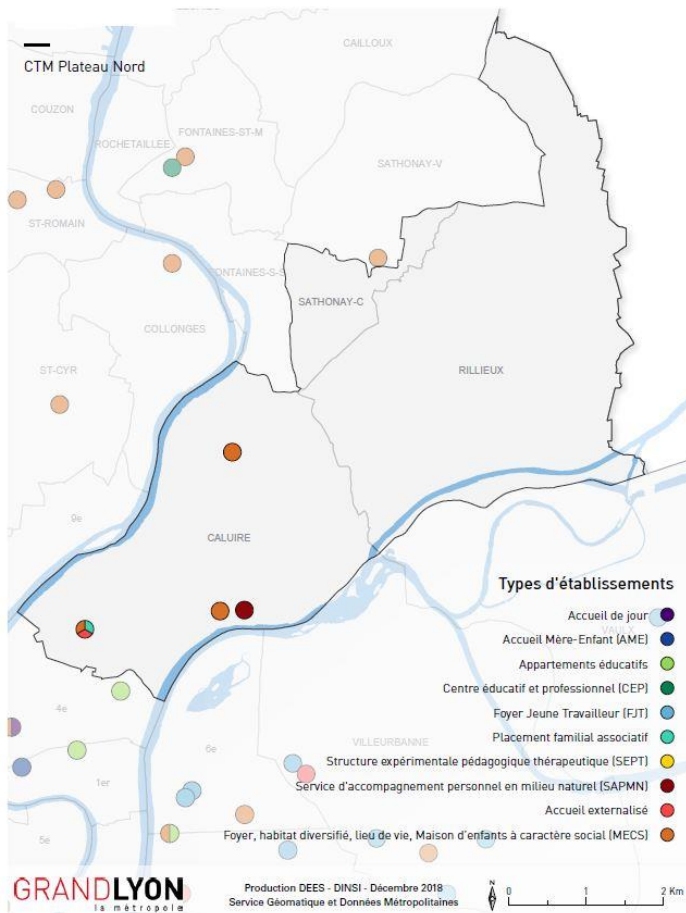 CTM Plateau Nord
CAILLOUX
COUZON
FONTAINES-ST-M
ROCHETAILLEE
SATHONAY-V
ST-ROMAIN
FONTAINES-S-S
SATHONAY-C
COLLONGES
ST-CYR
RILLIEUX
9e
CALUIRE
Types d'établissements
Accueil de jour
VAULX
Accueil Mère-Enfant (AME)
Appartements éducatifs
Centre éducatif et professionnel (CEP)
4e
Foyer Jeune Travailleur (FJT)
Placement familial associatif
6e
VILLEURBANNE
Structure expérimentale pédagogique thérapeutique (SEPT)
1er
Service d'accompagnement personnel en milieu naturel (SAPMN)
Accueil externalisé
5e
Foyer, habitat diversifié, lieu de vie, Maison d'enfants à caractère social (MECS)
GRANDLYON
la métropole
Production DEES - DINSI - Décembre 2018
Service Géomatique et Données Métropolitaines
N
0 1 2 Km